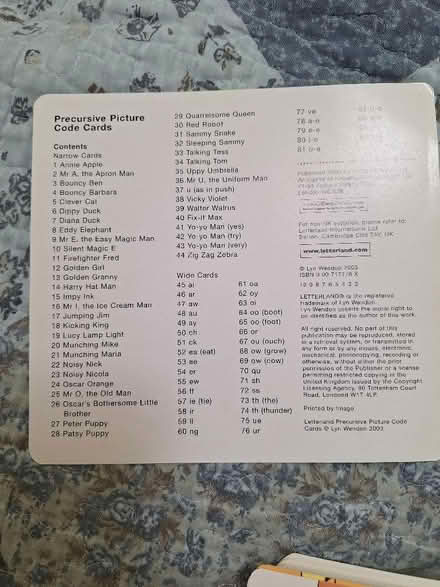 Precursive Picture
Code Cards
Contents
Narrow Cards
1 Annie Apple
2 Mr A, the Apron Man
3 Bouncy Ben
4 Bouncy Barbara
5 Clever Cat
6 Dippy Duck
7 Diana Duck
8 Eddy Elephant
9 Mr E, the Easy Magic Man
10 Silent Magic E
11 Firefighter Fred
12 Golden Girl
13 Golden Granny
14 Harry Hat Man
15 Impy Ink
16 Mr I, the Ice Cream Man
17 Jumping Jim
18 Kicking King
19 Lucy Lamp Light
20 Munching Mike
21 Munching Maria
22 Noisy Nick
23 Noisy Nicola
24 Oscar Orange
25 Mr O, the Old Man
26 Oscar's Bothersome Little
Brother
27 Peter Puppy
28 Patsy Puppy
29 Quarrelsome Queen
30 Red Robot
31 Sammy Snake
32 Sleeping Sammy
33 Talking Tess
34 Talking Tom
35 Uppy Umbrella
36 Mr U, the Uniform Man
37 u (as in push)
38 Vicky Violet
39 Walter Walrus
40 Fix-it Max
41 Yo-yo Man (yes)
42 Yo-yo Man (fry)
43 Yo-yo Man (very)
44 Zig Zag Zebra
Wide Cards
45 ai
46 ar
47 aw
48 au
49 ay
50 ch
51 ck
52 ea (eat)
53 ee
54 er
55 ew
56 ff
57 ie (tie)
58 ir
59 ll
60 ng
61 oa
62 oy
63 oi
64 oo (boot)
65 oo (foot)
66 or
67 ou (ouch)
68 ow (grow)
69 ow (now)
70 qu
71 sh
72 ss
73 th (the)
74 th (thunder)
75 ue
76 ur
77 ve
78 a-e
79 e-e
80 i-e
81 o-e
www.letterland.com
© Lyn Wendon 2003
LETTERLAND® is the registered
trademark of Lyn Wendon.
Lyn Wendon asserts the moral right to
be identified as the author of this work.
All rights reserved. No part of this
publication may be reproduced, stored
in a retrieval system, or transmitted in
any form or by any means, electronic,
mechanical, photocopying, recording or
otherwise, without either the prior
permission of the Publisher or a license
permitting restricted copying in the
United Kingdom issued by the Copyright
Licensing Agency, 90 Tottenham Court
Road, London W1T 4LP.
Printed by Imago
Letterland Precursive Picture Code
Cards © Lyn Wendon 2003